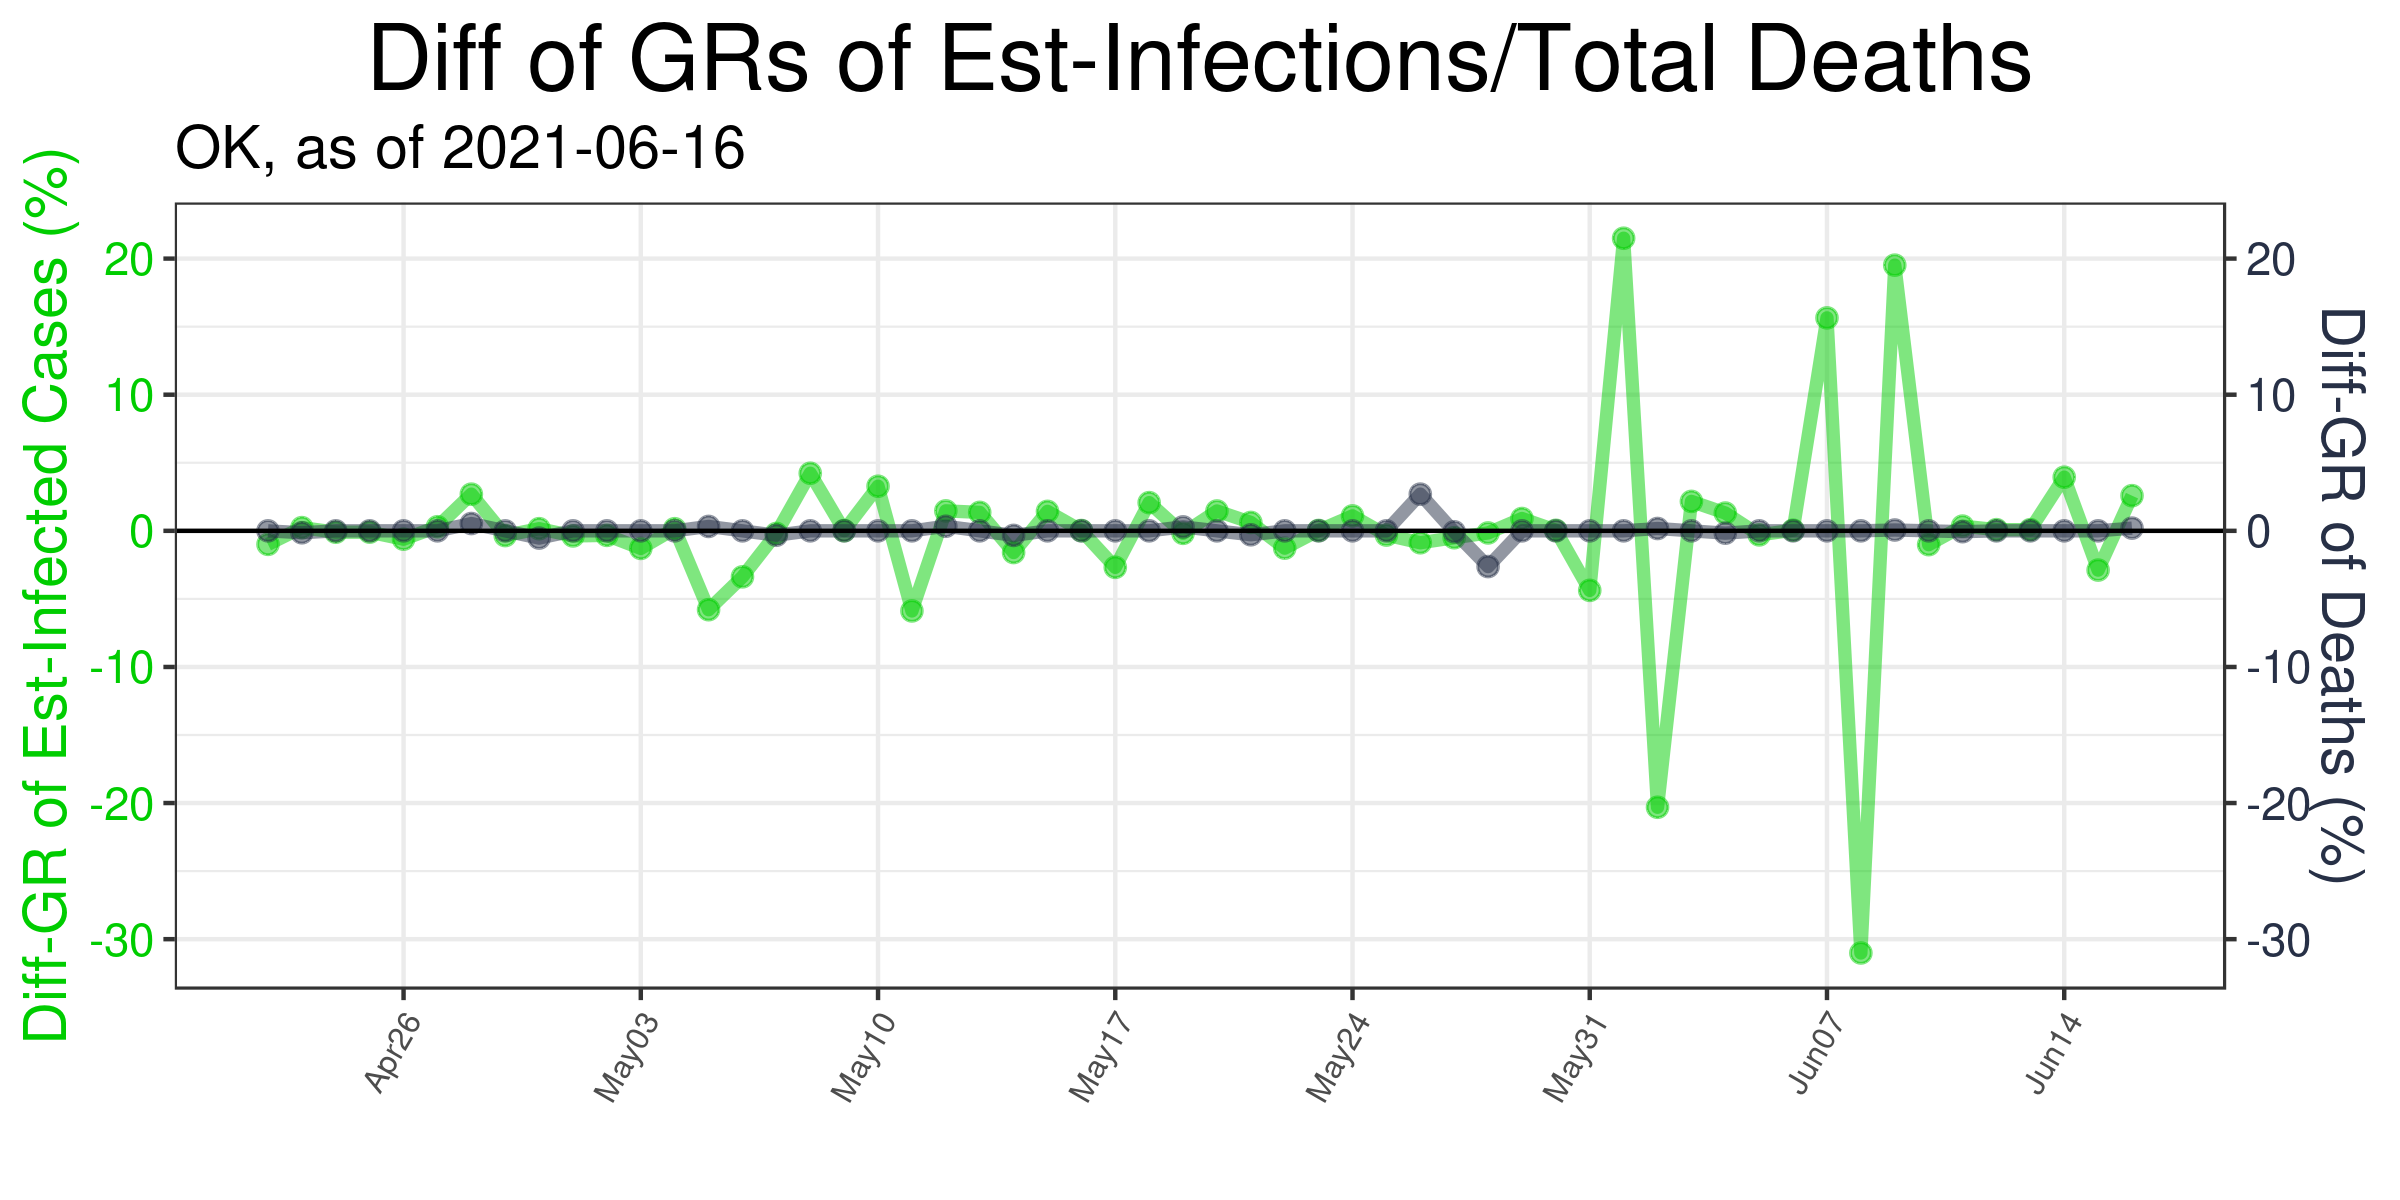 Diff of GRs of Est-Infections/Total Deaths
OK, as of 2021-06-16
Diff-GR of Est-Infected Cases (%)
20
10
0
-10
-20
-30
20
10
0
-10
-20
-30
Diff-GR of Deaths (%)
Apr26
May03
May10
May17
May24
May31
Jun07
Jun14